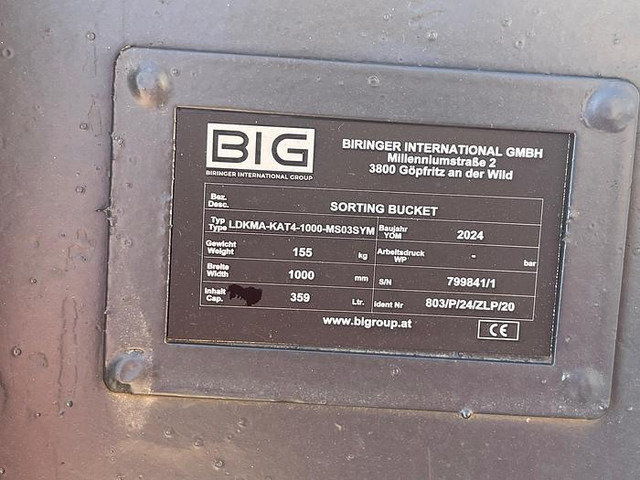 BIG
BIRINGER INTERNATIONAL GROUP
BIRINGER INTERNATIONAL GMBH
Millenniumstraße 2
3800 Göpfritz an der Wild
Bez. Desc. SORTING BUCKET
Typ Type LDKMA-KAT4-1000-MS03SYM Baujahr YOM 2024
Gewicht Weight 155 kg Arbeitsdruck WP - bar
Breite Width 1000 mm S/N 799841/1
Inhalt Cap. 359 Ltr. Ident Nr 803/P/24/ZLP/20
www.bigroup.at
CE